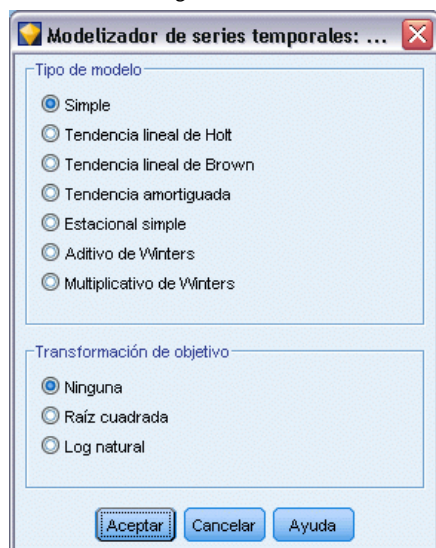 Modelizador de series temporales: ...
Tipo de modelo
Simple
Tendencia lineal de Holt
Tendencia lineal de Brown
Tendencia amortiguada
Estacional simple
Aditivo de Winters
Multiplicativo de Winters
Transformación de objetivo
Ninguna
Raíz cuadrada
Log natural
Aceptar Cancelar Ayuda